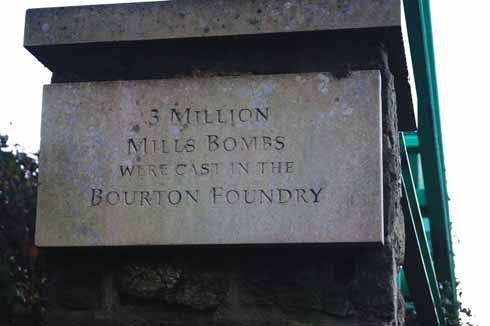 3 MILLION
MILLS BOMBS
WERE CAST IN THE
BOURTON FOUNDRY